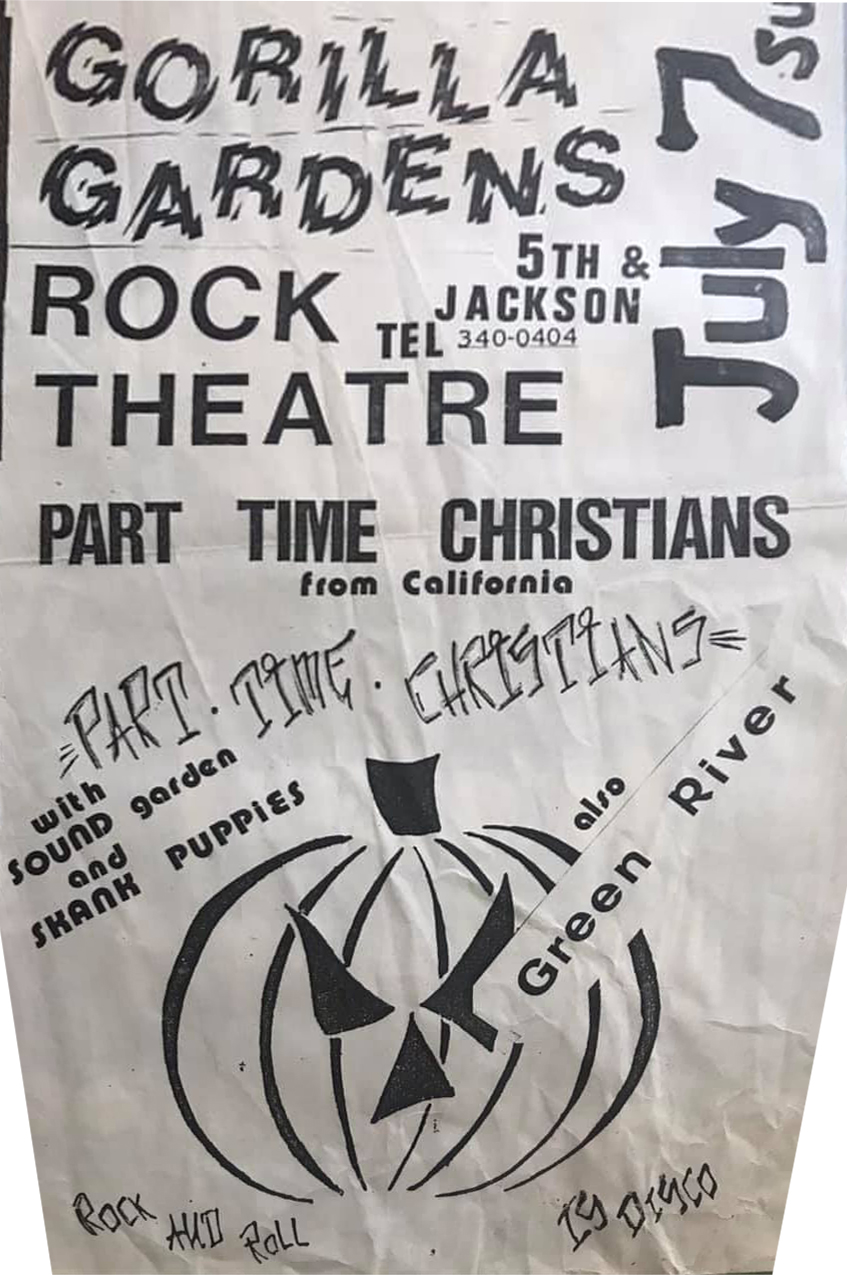 GORILLA
GARDENS
ROCK
THEATRE
5TH &
JACKSON
TEL 340-0404
July 7
PART TIME CHRISTIANS
from California
PART · TIME · CHRISTIANS
with
SOUND garden
and
SKANK PUPPiES
also
Green River
ROCK AND ROLL
IS DISCO